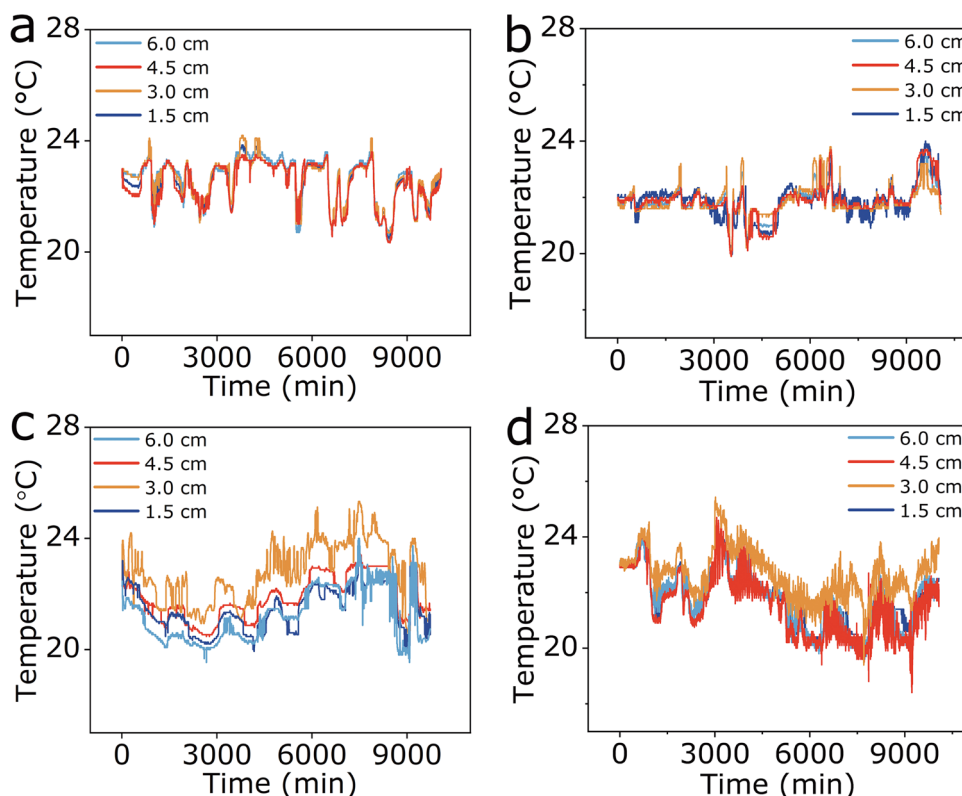 a
28
6.0 cm
4.5 cm
3.0 cm
1.5 cm
24
20
Temperature (°C)
0 3000 6000 9000
Time (min)
b
28
6.0 cm
4.5 cm
3.0 cm
1.5 cm
24
20
Temperature (°C)
0 3000 6000 9000
Time (min)
c
28
6.0 cm
4.5 cm
3.0 cm
1.5 cm
24
20
Temperature (°C)
0 3000 6000 9000
Time (min)
d
28
6.0 cm
4.5 cm
3.0 cm
1.5 cm
24
20
Temperature (°C)
0 3000 6000 9000
Time (min)